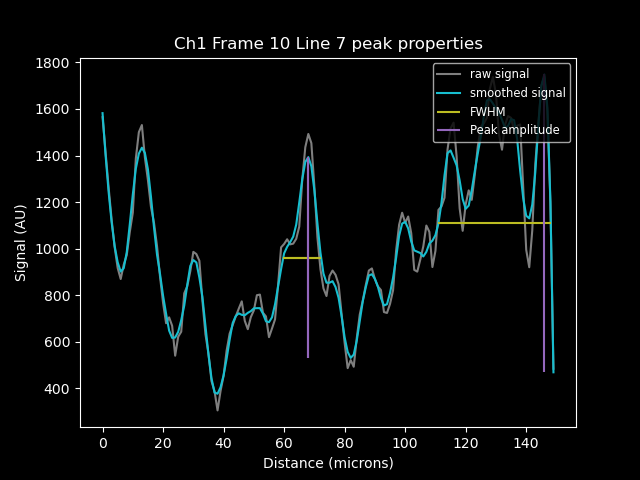 Ch1 Frame 10 Line 7 peak properties
raw signal
smoothed signal
FWHM
Peak amplitude
1800
1600
1400
1200
1000
800
600
400
Signal (AU)
0 20 40 60 80 100 120 140
Distance (microns)